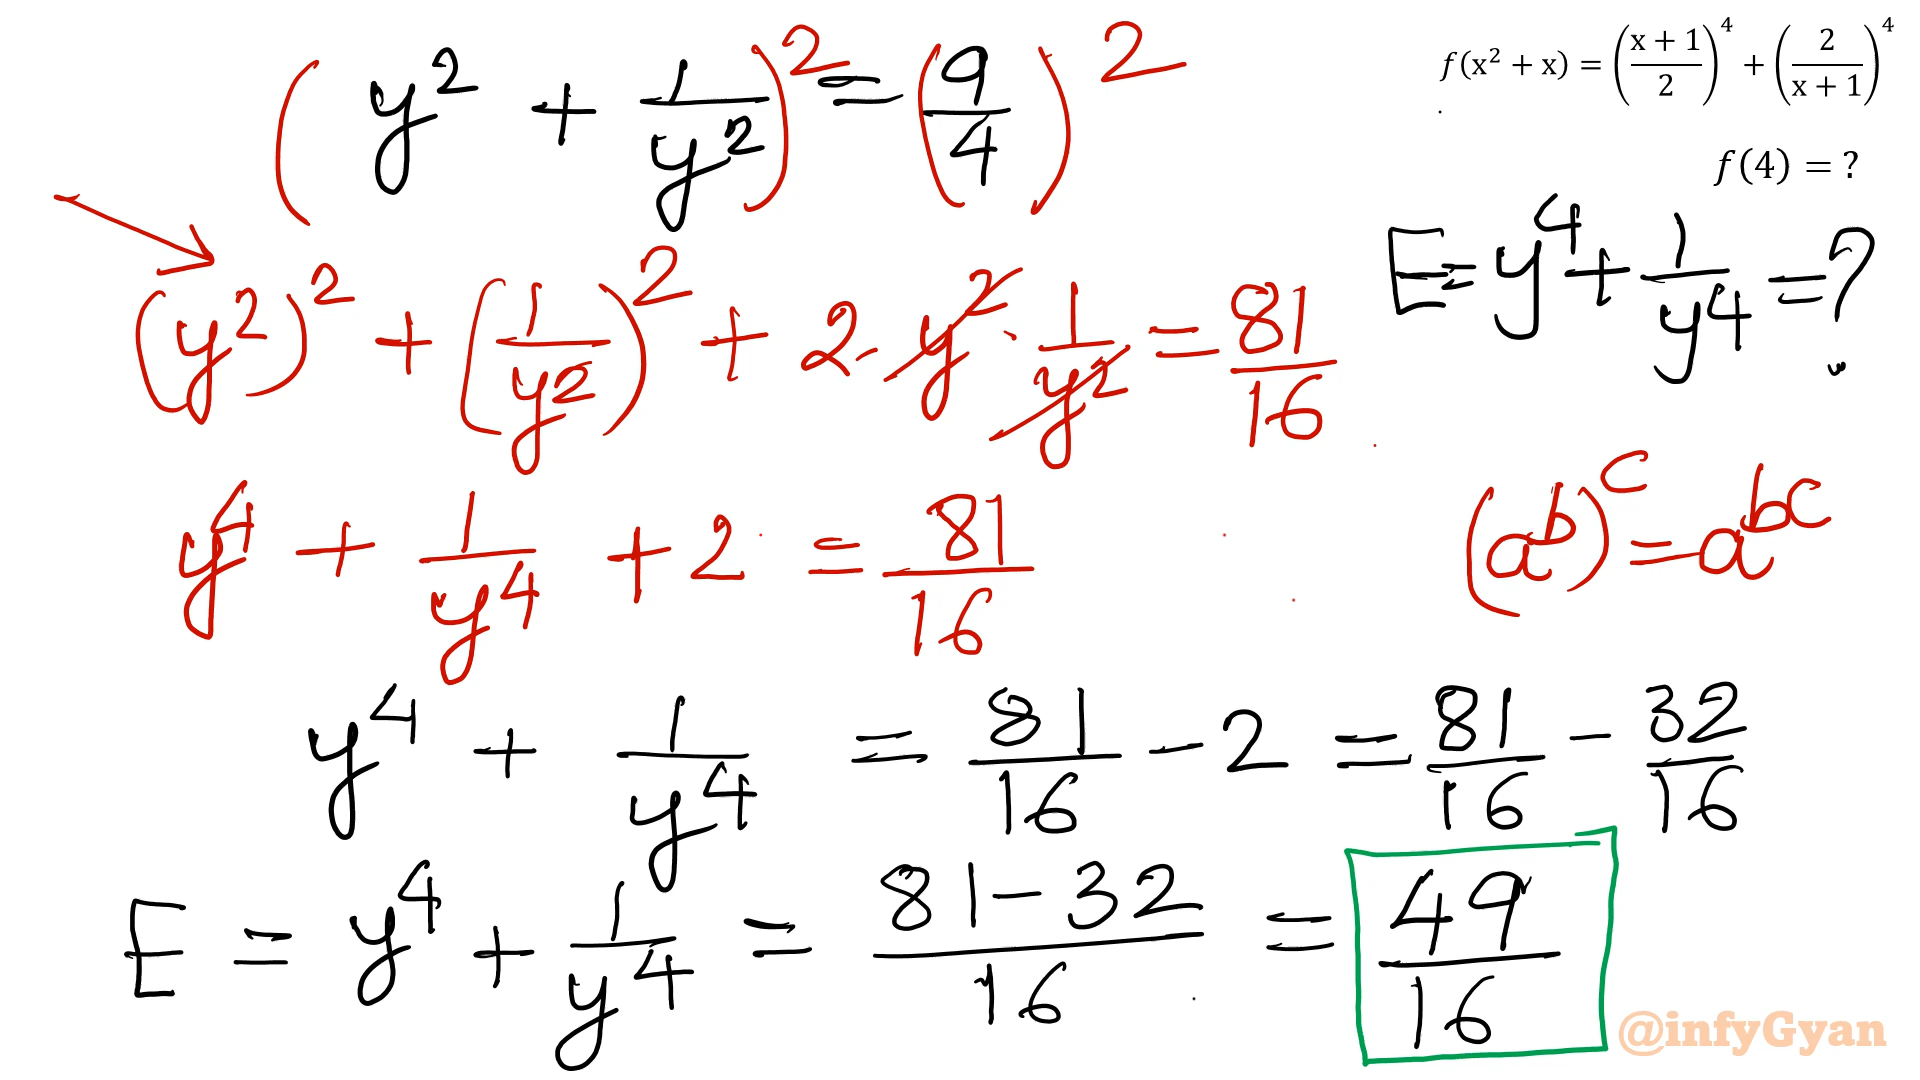 f(x² + x) = ((x + 1)/2)⁴ + (2/(x + 1))⁴
f(4) = ?
(y² + 1/y²)² = (9/4)²
E = y⁴ + 1/y⁴ = ?
(y²)² + (1/y²)² + 2 · y² · 1/y² = 81/16
(a^b)^c = a^bc
y⁴ + 1/y⁴ + 2 = 81/16
y⁴ + 1/y⁴ = 81/16 - 2 = 81/16 - 32/16
E = y⁴ + 1/y⁴ = (81 - 32)/16 = 49/16
@infyGyan